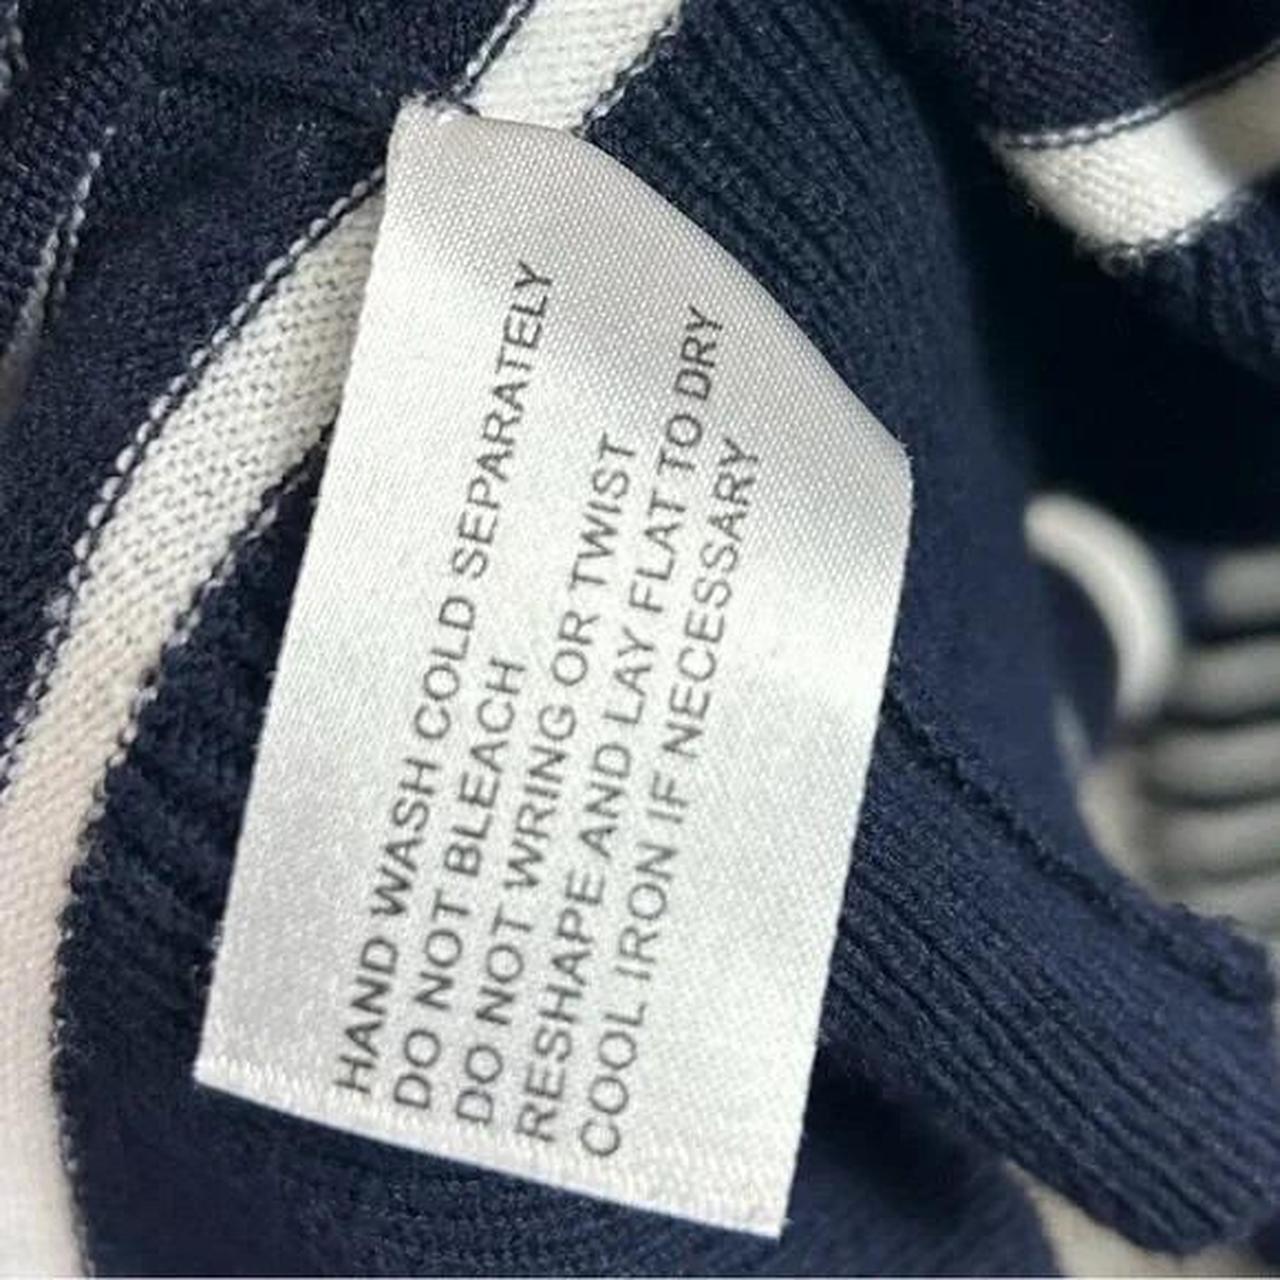 HAND WASH COLD SEPARATELY
DO NOT BLEACH
DO NOT WRING OR TWIST
RESHAPE AND LAY FLAT TO DRY
COOL IRON IF NECESSARY